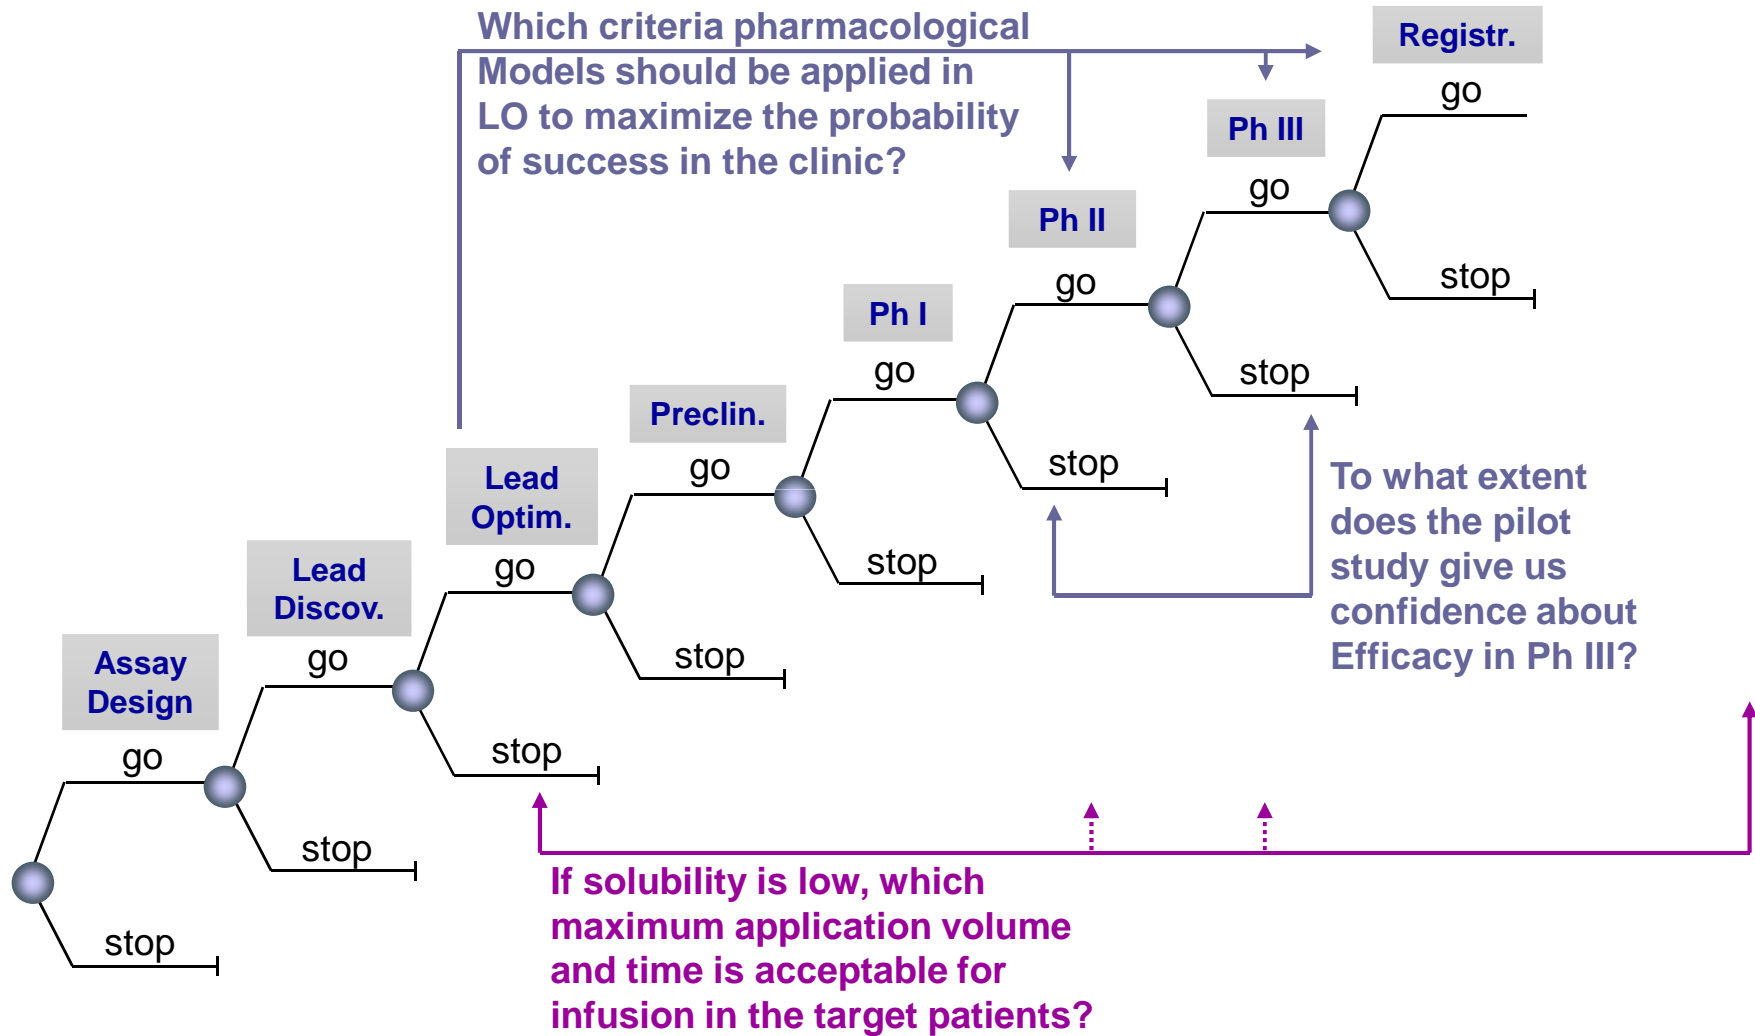 Which criteria pharmacological
Models should be applied in
LO to maximize the probability
of success in the clinic?
Registr.
go
Ph III
go
stop
Ph II
go
stop
Ph I
go
stop
Preclin.
go
stop
Lead
Optim.
go
stop
Lead
Discov.
go
stop
Assay
Design
go
stop
stop
To what extent
does the pilot
study give us
confidence about
Efficacy in Ph III?
If solubility is low, which
maximum application volume
and time is acceptable for
infusion in the target patients?